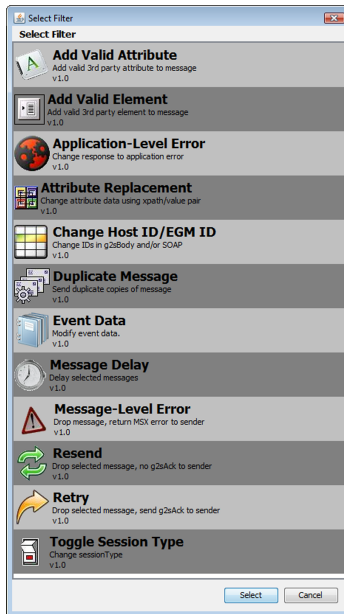 Select Filter
Select Filter
Add Valid Attribute
Add valid 3rd party attribute to message
v1.0
Add Valid Element
Add valid 3rd party element to message
v1.0
Application-Level Error
Change response to application error
v1.0
Attribute Replacement
Change attribute data using xpath/value pair
v1.0
Change Host ID/EGM ID
Change IDs in g2sBody and/or SOAP
v1.0
Duplicate Message
Send duplicate copies of message
v1.0
Event Data
Modify event data.
v1.0
Message Delay
Delay selected messages
v1.0
Message-Level Error
Drop message, return MSX error to sender
v1.0
Resend
Drop selected message, no g2sAck to sender
v1.0
Retry
Drop selected message, send g2sAck to sender
v1.0
Toggle Session Type
Change sessionType
v1.0
Select Cancel